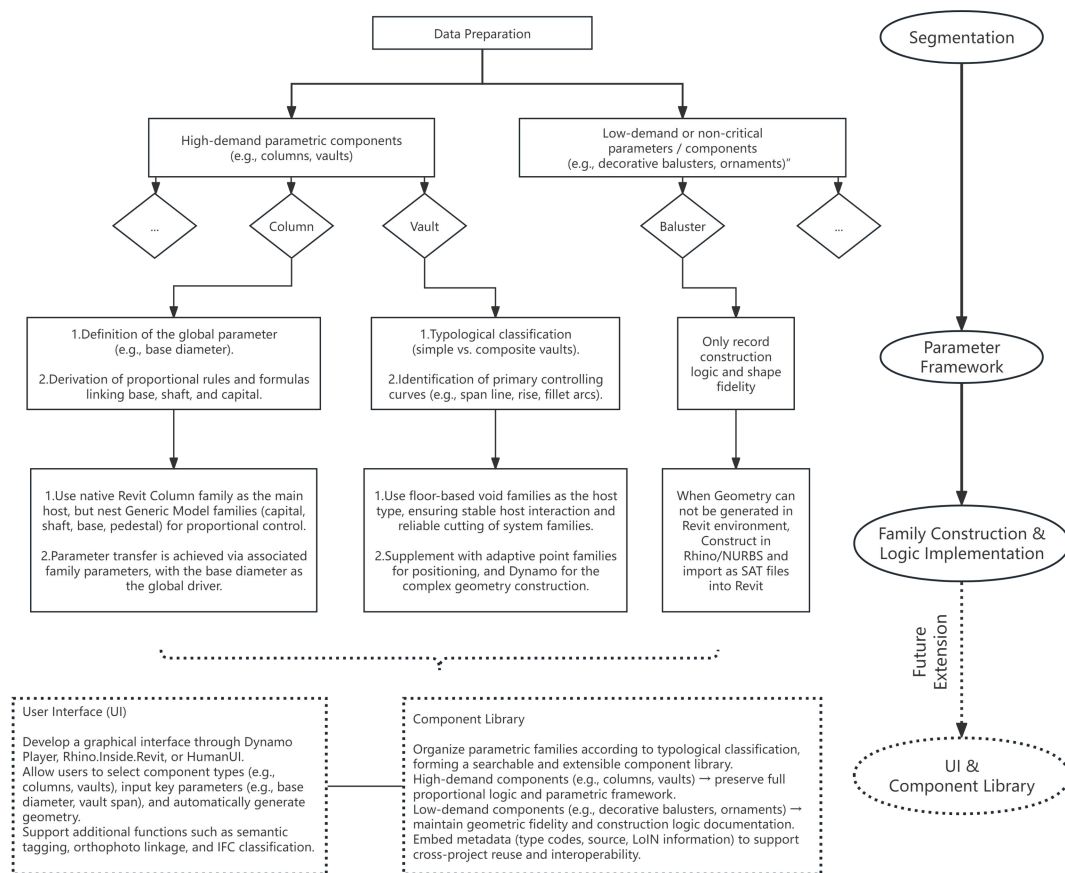 Data Preparation
Segmentation
High-demand parametric components
(e.g., columns, vaults)
Low-demand or non-critical
parameters / components
(e.g., decorative balusters, ornaments)”
...
Column
Vault
Baluster
...
1.Definition of the global parameter
(e.g., base diameter).
2.Derivation of proportional rules and formulas
linking base, shaft, and capital.
1.Typological classification
(simple vs. composite vaults).
2.Identification of primary controlling
curves (e.g., span line, rise, fillet arcs).
Only record
construction
logic and shape
fidelity
Parameter
Framework
1.Use native Revit Column family as the main
host, but nest Generic Model families (capital,
shaft, base, pedestal) for proportional control.
2.Parameter transfer is achieved via associated
family parameters, with the base diameter as
the global driver.
1.Use floor-based void families as the host
type, ensuring stable host interaction and
reliable cutting of system families.
2.Supplement with adaptive point families
for positioning, and Dynamo for the
complex geometry construction.
When Geometry can
not be generated in
Revit environment,
Construct in
Rhino/NURBS and
import as SAT files
into Revit
Family Construction &
Logic Implementation
Future
Extension
User Interface (UI)
Develop a graphical interface through Dynamo
Player, Rhino.Inside.Revit, or HumanUI.
Allow users to select component types (e.g.,
columns, vaults), input key parameters (e.g., base
diameter, vault span), and automatically generate
geometry.
Support additional functions such as semantic
tagging, orthophoto linkage, and IFC classification.
Component Library
Organize parametric families according to typological classification,
forming a searchable and extensible component library.
High-demand components (e.g., columns, vaults) → preserve full
proportional logic and parametric framework.
Low-demand components (e.g., decorative balusters, ornaments) →
maintain geometric fidelity and construction logic documentation.
Embed metadata (type codes, source, LoIN information) to support
cross-project reuse and interoperability.
UI &
Component Library